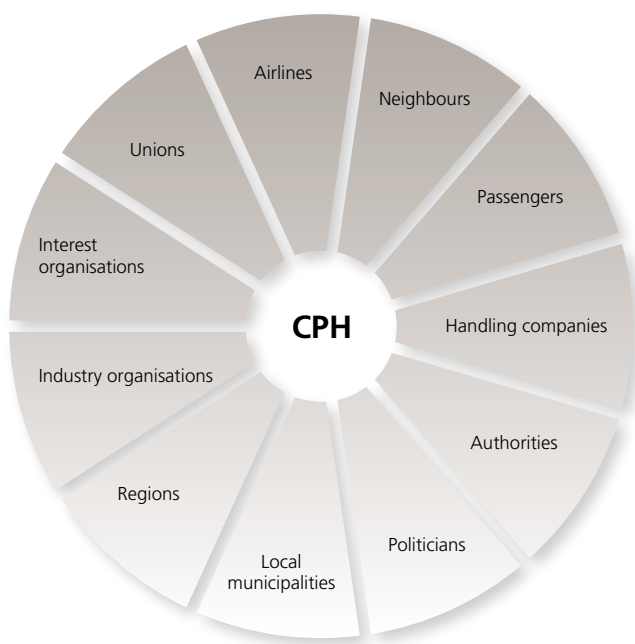 Airlines
Neighbours
Passengers
Handling companies
Authorities
Politicians
Local
municipalities
Regions
Industry organisations
Interest
organisations
Unions
CPH